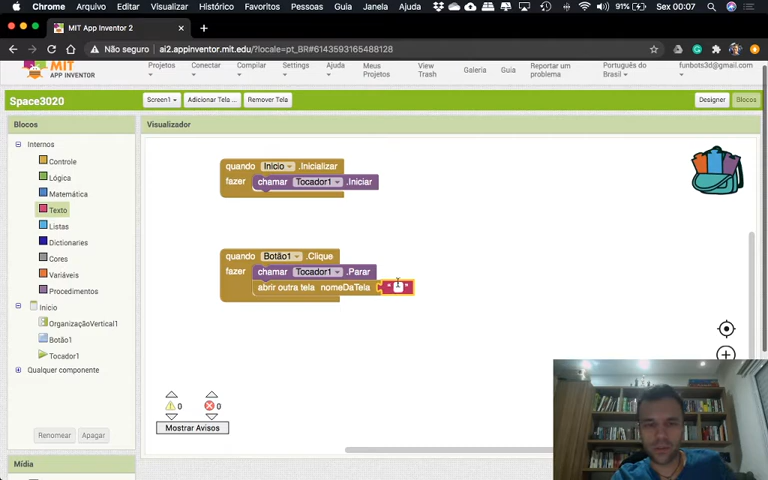 Chrome Arquivo Editar Visualizar Histórico Favoritos Pessoas Guia Janela Ajuda 91% Sex 00:07
MIT App Inventor 2
Não seguro ai2.appinventor.mit.edu/?locale=pt_BR#6143593165488128
MIT
APP INVENTOR
Projetos Conectar Compilar Settings Ajuda Meus Projetos View Trash Galeria Guia Reportar um problema Português do Brasil funbots3d@gmail.com
Space3020
Screen1 Adicionar Tela ... Remover Tela Designer Blocos
Blocos Visualizador
Internos
Controle
Lógica
Matemática
Texto
Listas
Dictionaries
Cores
Variáveis
Procedimentos
Inicio
OrganizaçãoVertical1
Botão1
Tocador1
Qualquer componente
Renomear Apagar
Mídia
quando Inicio .Inicializar
fazer chamar Tocador1 .Iniciar
quando Botão1 .Clique
fazer chamar Tocador1 .Parar
abrir outra tela nomeDaTela " "
0 0
Mostrar Avisos